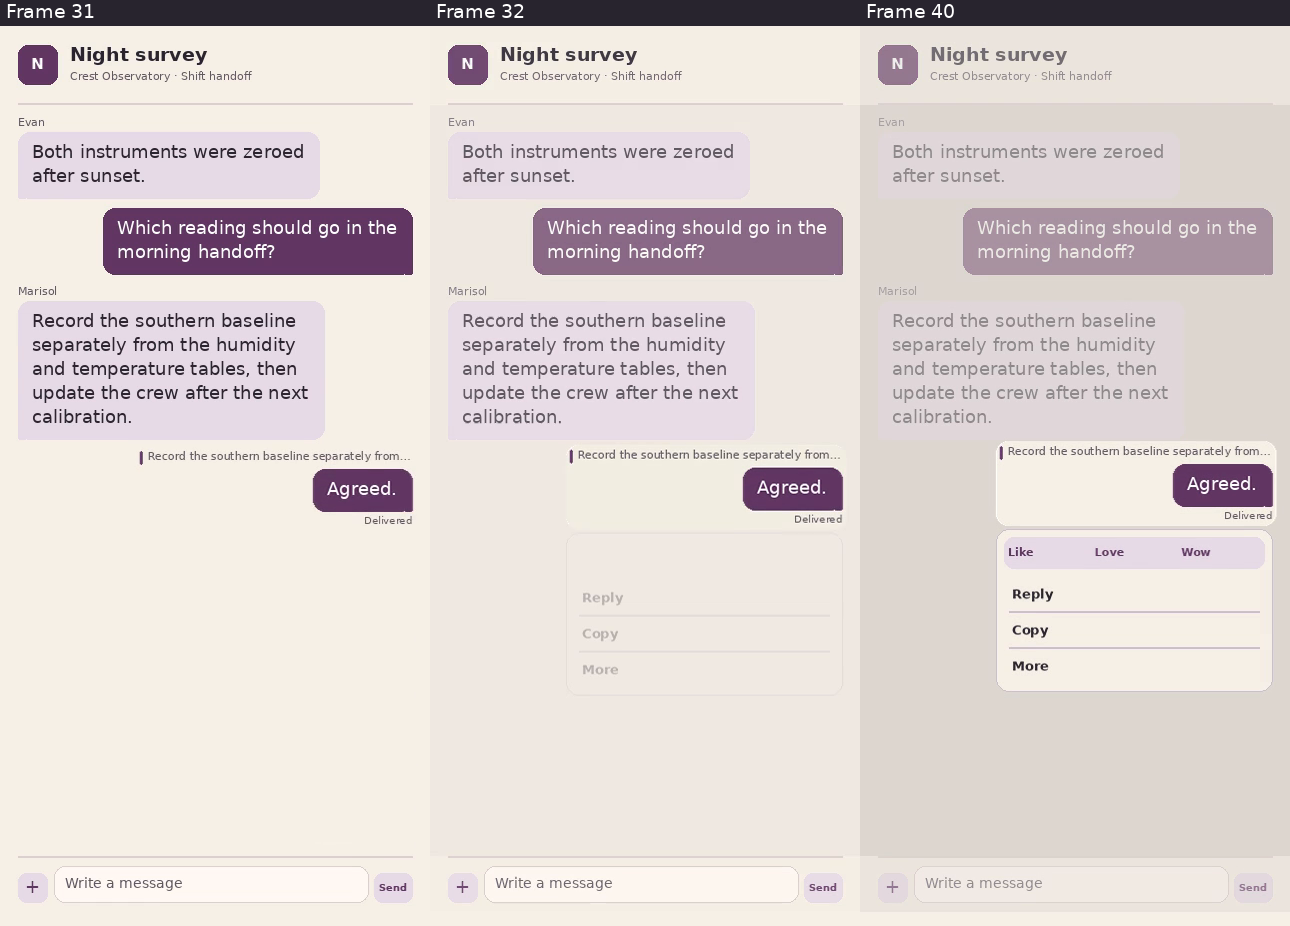 Frame 31
N
Night survey
Crest Observatory · Shift handoff
Evan
Both instruments were zeroed
after sunset.
Which reading should go in the
morning handoff?
Marisol
Record the southern baseline
separately from the humidity
and temperature tables, then
update the crew after the next
calibration.
Record the southern baseline separately from...
Agreed.
Delivered
+
Write a message
Send
Frame 32
N
Night survey
Crest Observatory · Shift handoff
Evan
Both instruments were zeroed
after sunset.
Which reading should go in the
morning handoff?
Marisol
Record the southern baseline
separately from the humidity
and temperature tables, then
update the crew after the next
calibration.
Record the southern baseline separately from...
Agreed.
Delivered
Reply
Copy
More
+
Write a message
Send
Frame 40
N
Night survey
Crest Observatory · Shift handoff
Evan
Both instruments were zeroed
after sunset.
Which reading should go in the
morning handoff?
Marisol
Record the southern baseline
separately from the humidity
and temperature tables, then
update the crew after the next
calibration.
Record the southern baseline separately from...
Agreed.
Delivered
Like Love Wow
Reply
Copy
More
+
Write a message
Send